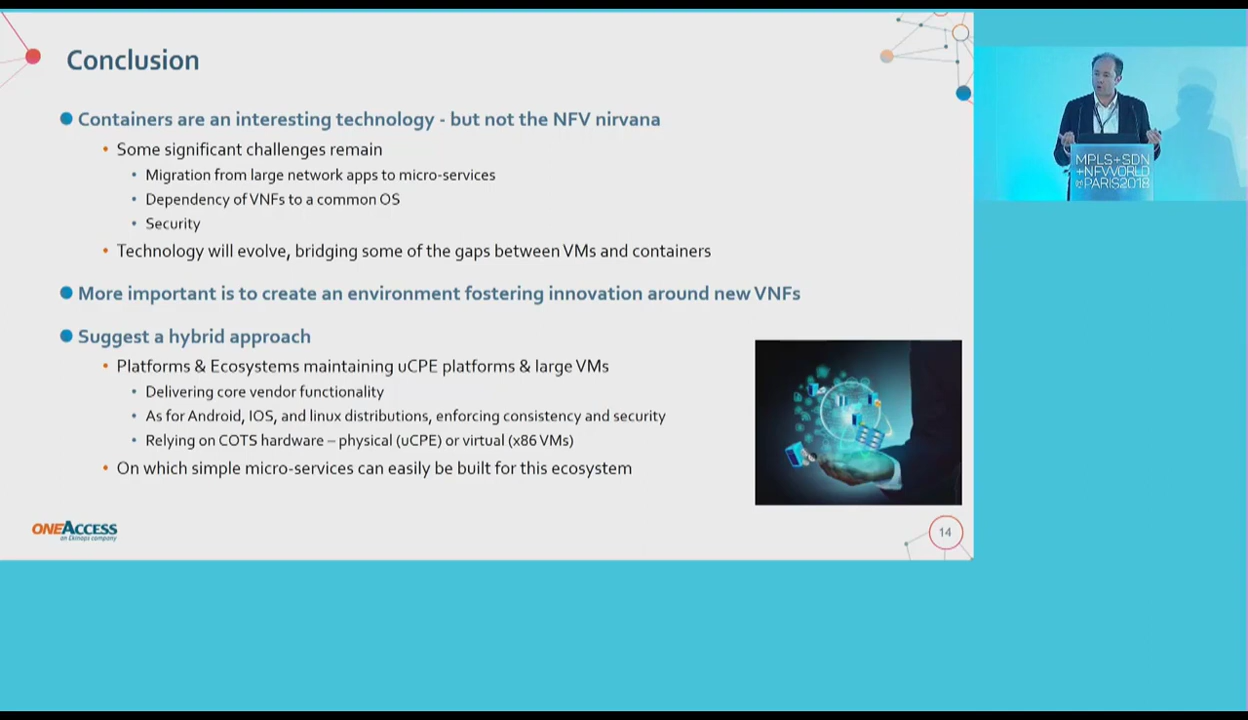 Conclusion
Containers are an interesting technology - but not the NFV nirvana
Some significant challenges remain
Migration from large network apps to micro-services
Dependency of VNFs to a common OS
Security
Technology will evolve, bridging some of the gaps between VMs and containers
More important is to create an environment fostering innovation around new VNFs
Suggest a hybrid approach
Platforms & Ecosystems maintaining uCPE platforms & large VMs
Delivering core vendor functionality
As for Android, IOS, and linux distributions, enforcing consistency and security
Relying on COTS hardware – physical (uCPE) or virtual (x86 VMs)
On which simple micro-services can easily be built for this ecosystem
ONEACCESS
an Ekinops company
14
MPLS+SDN
+NFVWORLD
PARIS2018